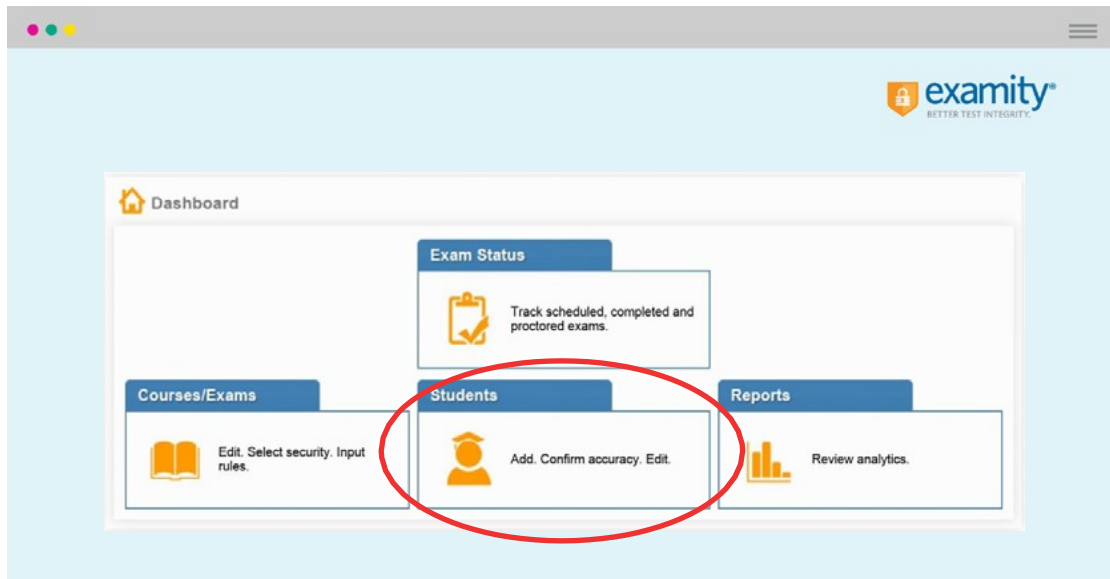 examity®
BETTER TEST INTEGRITY.
Dashboard
Exam Status
Track scheduled, completed and
proctored exams.
Courses/Exams
Edit. Select security. Input
rules.
Students
Add. Confirm accuracy. Edit.
Reports
Review analytics.